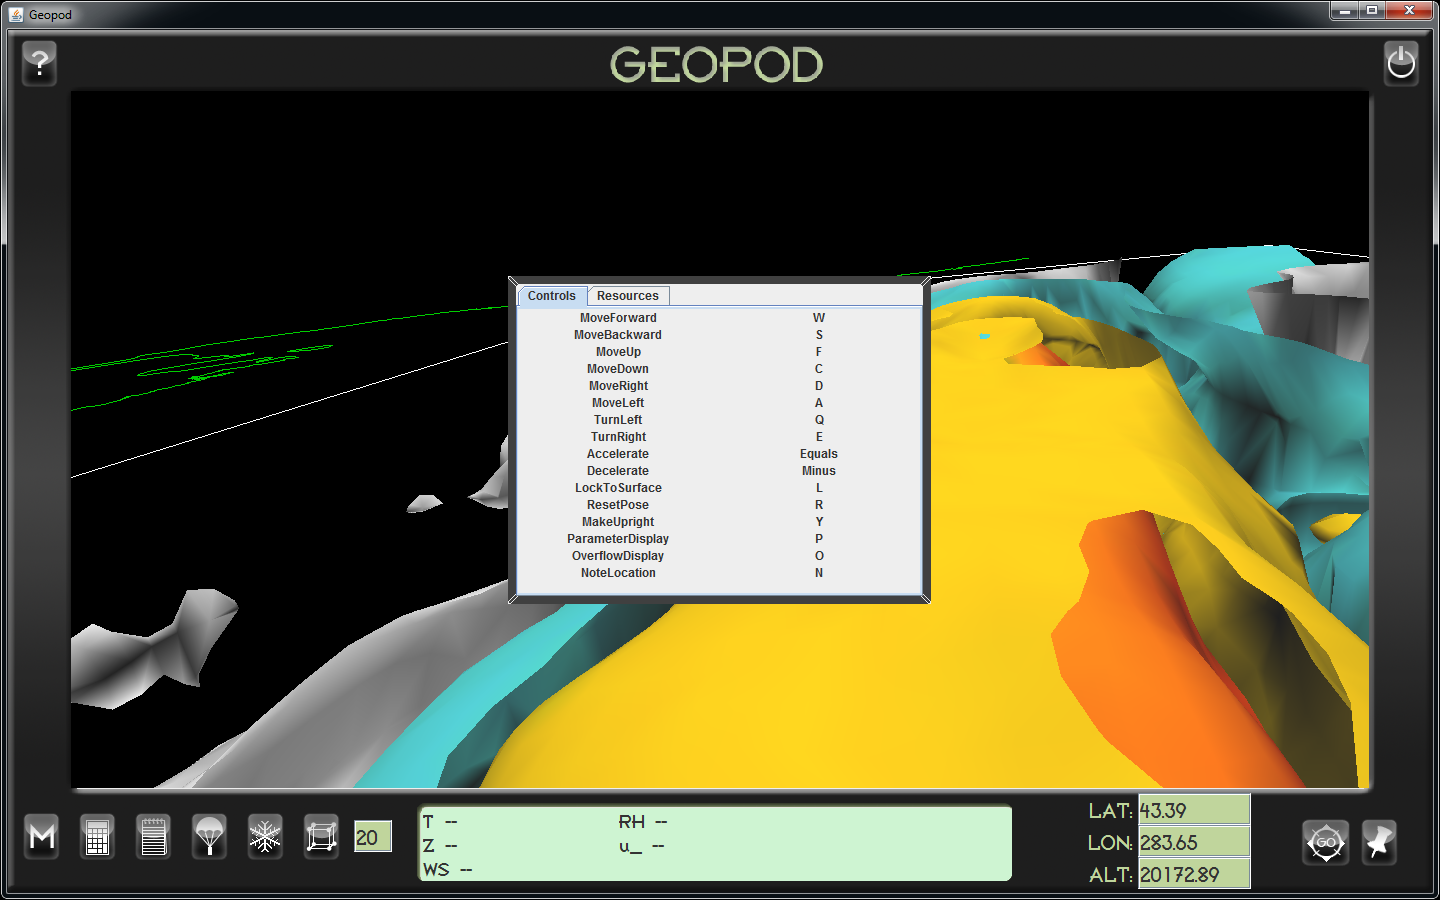 Geopod
?
GEOPOD
Controls Resources
MoveForward W
MoveBackward S
MoveUp F
MoveDown C
MoveRight D
MoveLeft A
TurnLeft Q
TurnRight E
Accelerate Equals
Decelerate Minus
LockToSurface L
ResetPose R
MakeUpright Y
ParameterDisplay P
OverflowDisplay O
NoteLocation N
M
20
T -- RH --
Z -- u_ --
WS --
LAT: 43.39
LON: 283.65
ALT: 20172.89
GO